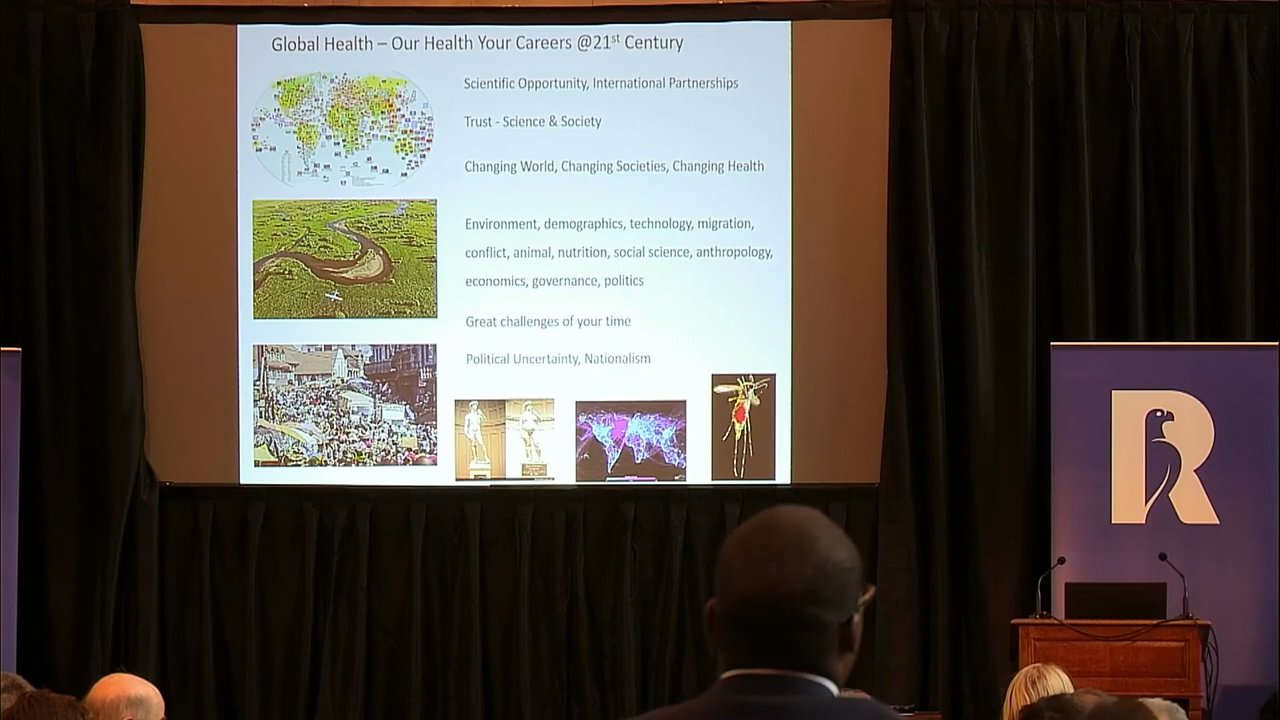 Global Health – Our Health Your Careers @21st Century
Scientific Opportunity, International Partnerships
Trust - Science & Society
Changing World, Changing Societies, Changing Health
Environment, demographics, technology, migration,
conflict, animal, nutrition, social science, anthropology,
economics, governance, politics
Great challenges of your time
Political Uncertainty, Nationalism
R